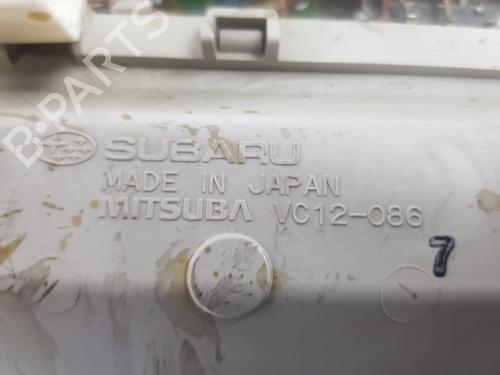 B-PARTS
SUBARU
MADE IN JAPAN
MITSUBA VC12-086
7